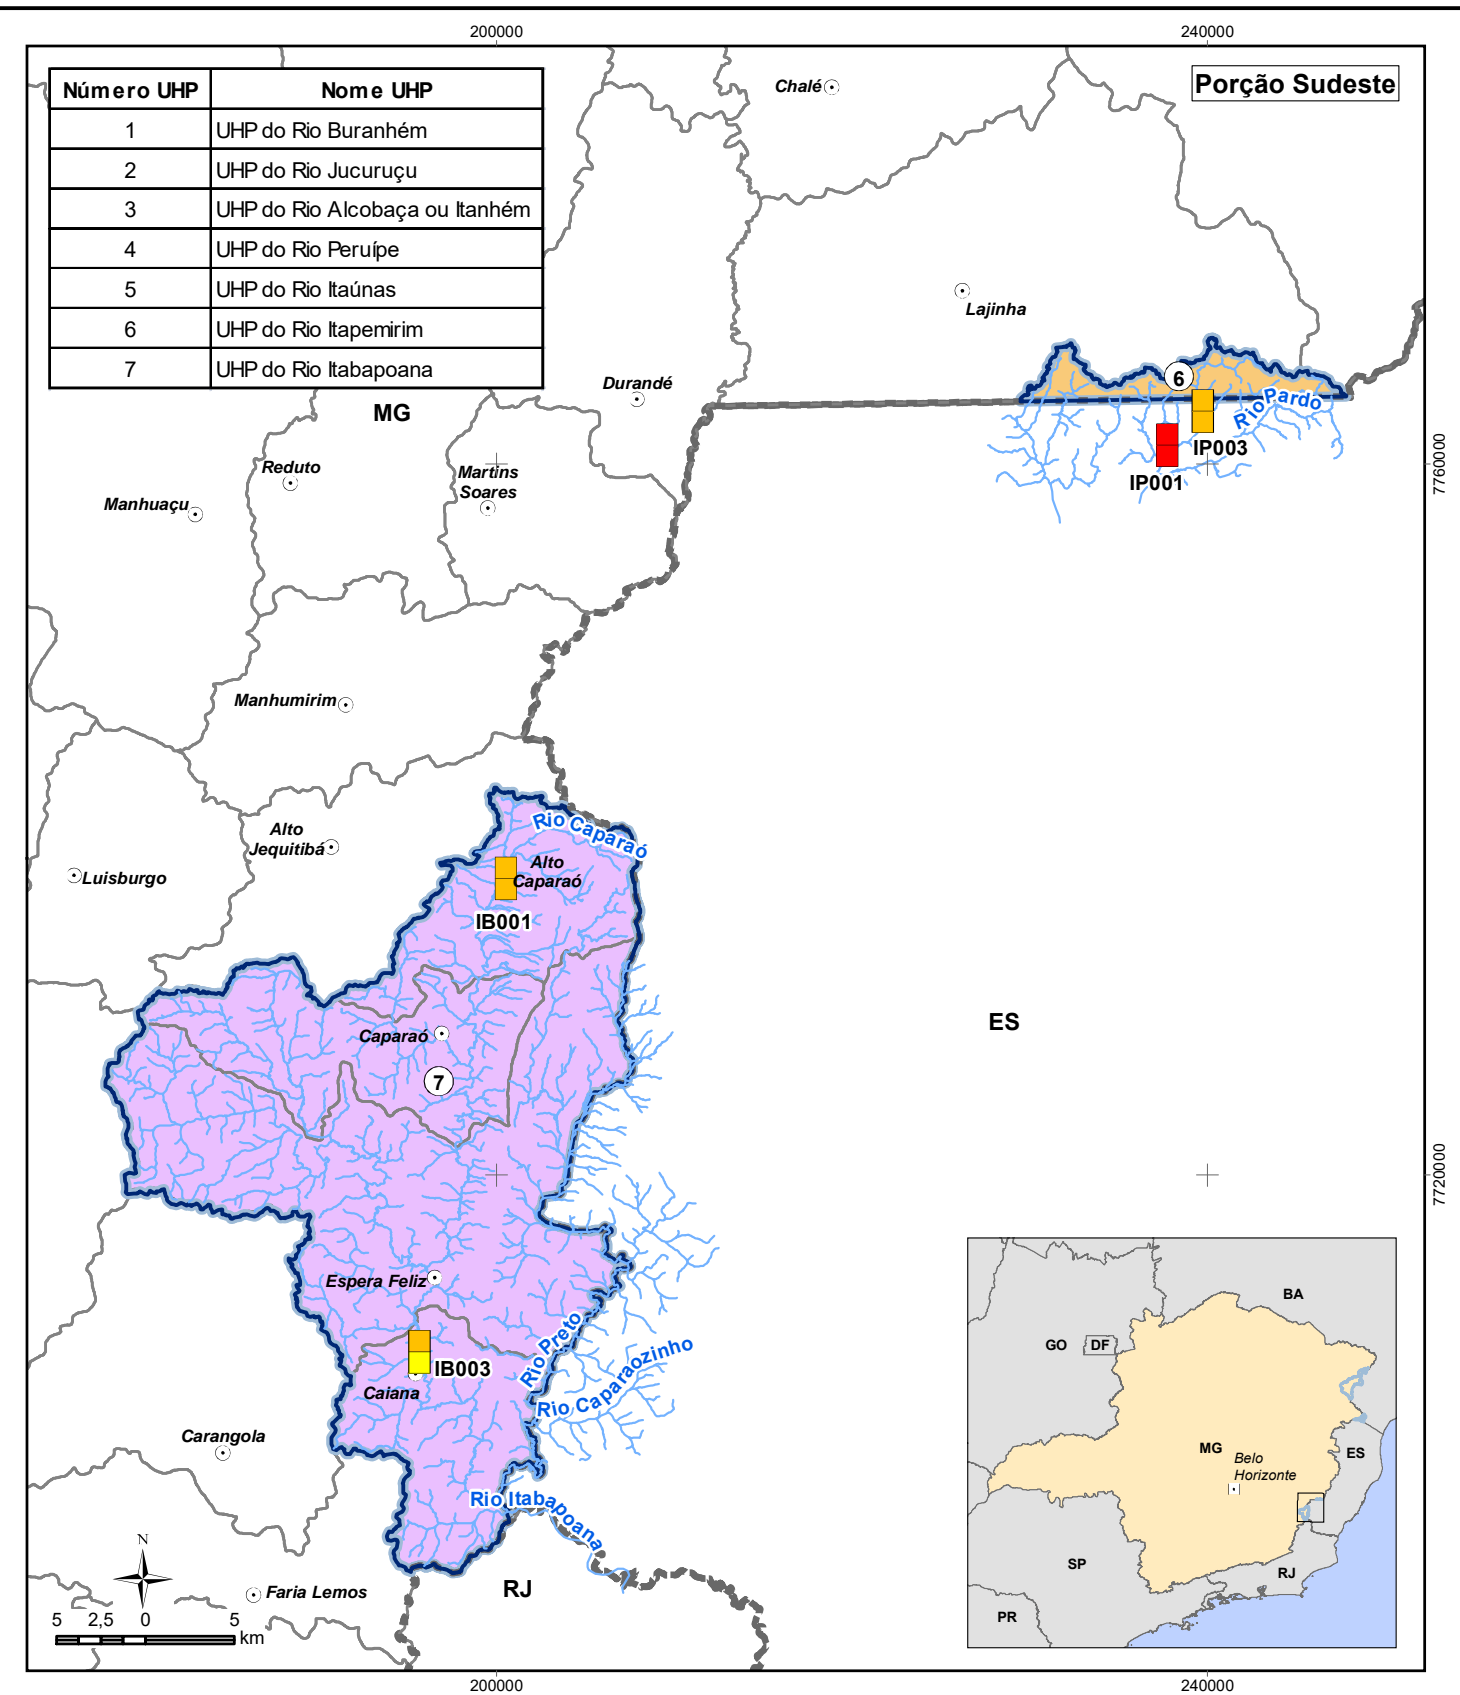 200000
240000
Número UHP Nome UHP
1 UHP do Rio Buranhém
2 UHP do Rio Jucuruçu
3 UHP do Rio Alcobaça ou Itanhém
4 UHP do Rio Peruípe
5 UHP do Rio Itaúnas
6 UHP do Rio Itapemirim
7 UHP do Rio Itabapoana
Porção Sudeste
Chalé
Lajinha
Durandé
MG
6
Rio Pardo
IP003
IP001
7760000
Reduto
Martins
Soares
Manhuaçu
Manhumirim
Alto
Jequitibá
Luisburgo
Rio Caparaó
Alto
Caparaó
IB001
ES
Caparaó
7
7720000
Espera Feliz
Rio Preto
Rio Caparaozinho
IB003
Caiana
Carangola
Rio Itabapoana
RJ
Faria Lemos
N
5 2,5 0 5
km
BA
GO
DF
MG
Belo
Horizonte
ES
SP
RJ
PR
200000
240000